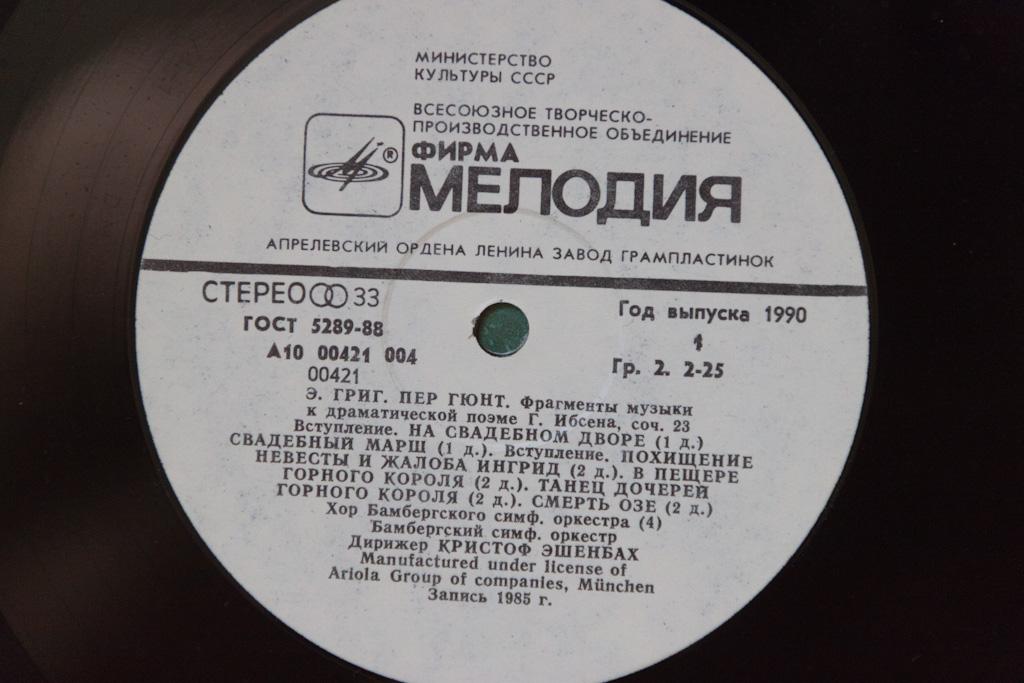 МИНИСТЕРСТВО
КУЛЬТУРЫ СССР
ВСЕСОЮЗНОЕ ТВОРЧЕСКО-
ПРОИЗВОДСТВЕННОЕ ОБЪЕДИНЕНИЕ
®
ФИРМА
МЕЛОДИЯ
АПРЕЛЕВСКИЙ ОРДЕНА ЛЕНИНА ЗАВОД ГРАМПЛАСТИНОК
СТЕРЕО 33
ГОСТ 5289-88
А10 00421 004
00421
Год выпуска 1990
1
Гр. 2. 2-25
Э. ГРИГ. ПЕР ГЮНТ. Фрагменты музыки
к драматической поэме Г. Ибсена, соч. 23
Вступление. НА СВАДЕБНОМ ДВОРЕ (1 д.)
СВАДЕБНЫЙ МАРШ (1 д.). Вступление. ПОХИЩЕНИЕ
НЕВЕСТЫ И ЖАЛОБА ИНГРИД (2 д.). В ПЕЩЕРЕ
ГОРНОГО КОРОЛЯ (2 д.). ТАНЕЦ ДОЧЕРЕЙ
ГОРНОГО КОРОЛЯ (2 д.). СМЕРТЬ ОЗЕ (2 д.)
Хор Бамбергского симф. оркестра (4)
Бамбергский симф. оркестр
Дирижер КРИСТОФ ЭШЕНБАХ
Manufactured under license of
Ariola Group of companies, München
Запись 1985 г.